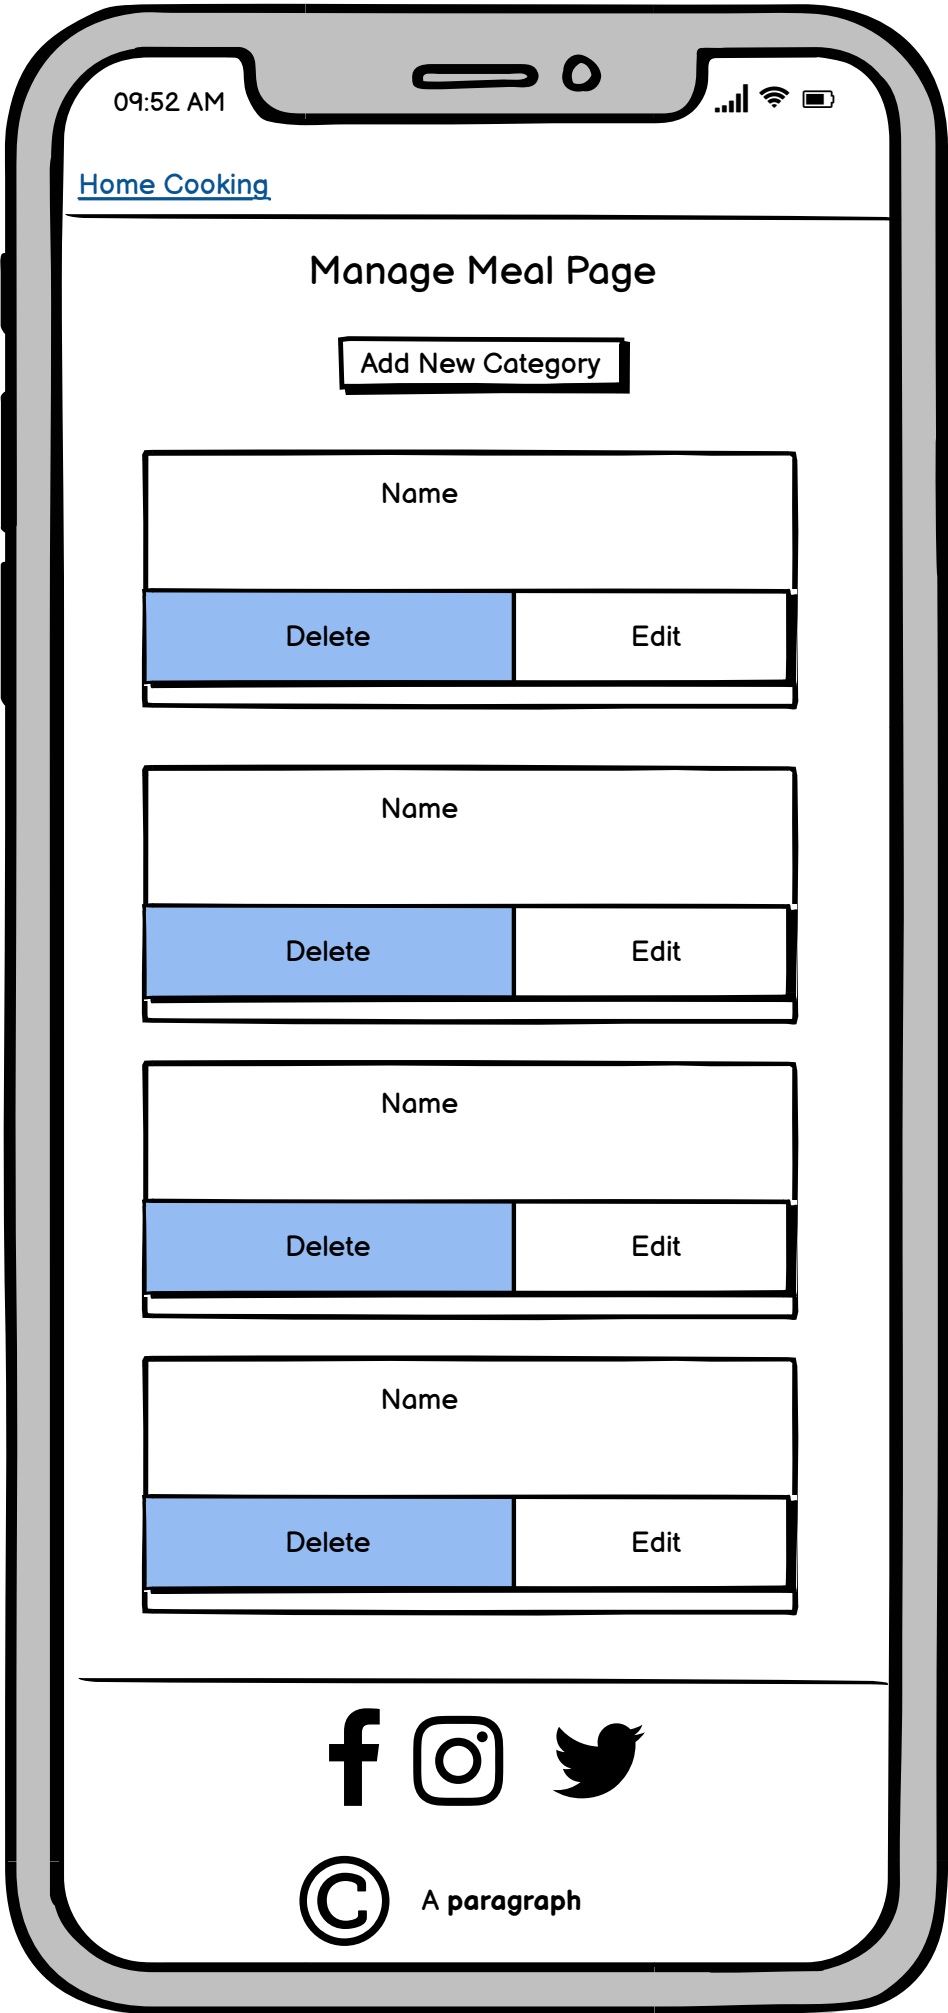 09:52 AM
Home Cooking
Manage Meal Page
Add New Category
Name
Delete Edit
Name
Delete Edit
Name
Delete Edit
Name
Delete Edit
© A paragraph